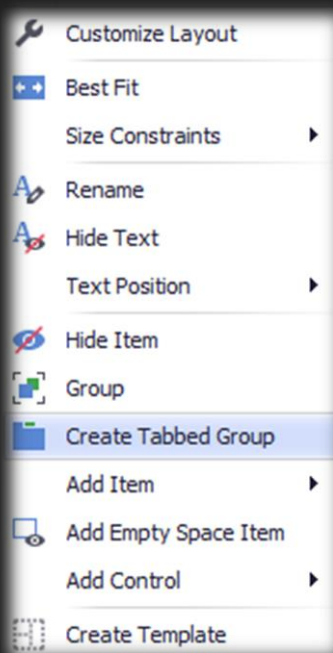 Customize Layout
Best Fit
Size Constraints
Rename
Hide Text
Text Position
Hide Item
Group
Create Tabbed Group
Add Item
Add Empty Space Item
Add Control
Create Template